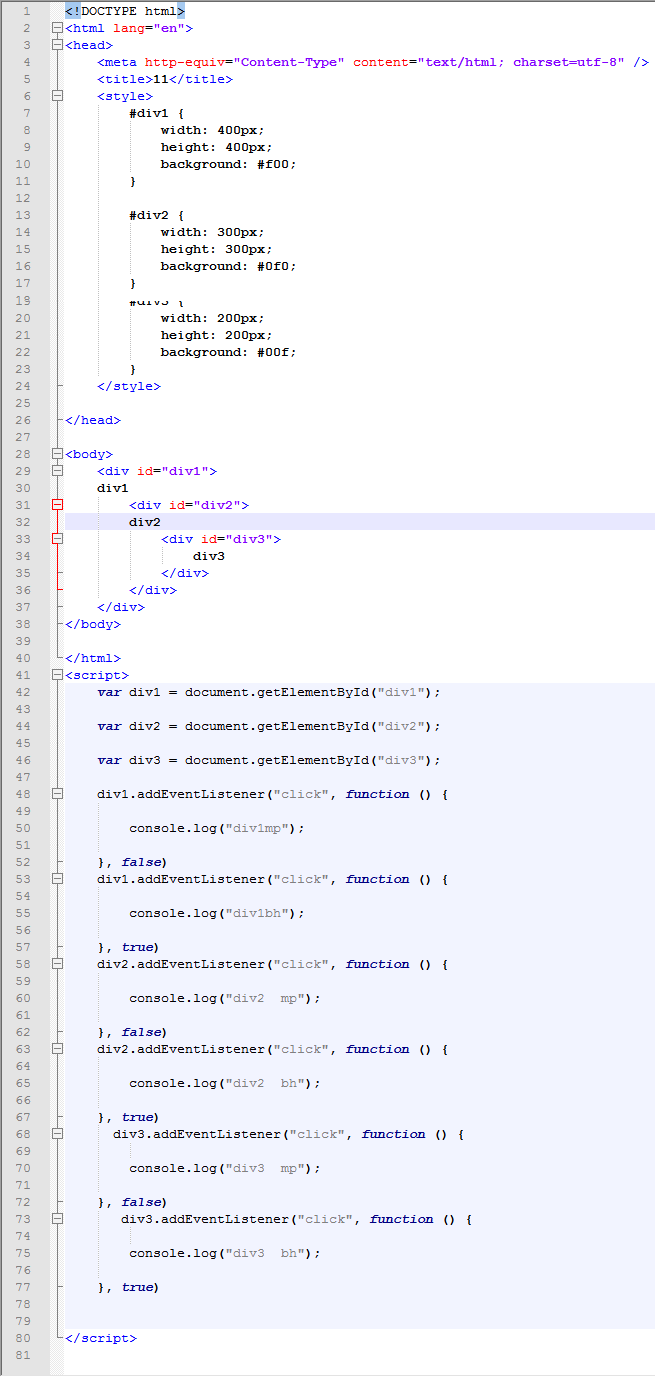 1 <!DOCTYPE html>
2 <html lang="en">
3 <head>
4     <meta http-equiv="Content-Type" content="text/html; charset=utf-8" />
5     <title>11</title>
6     <style>
7         #div1 {
8             width: 400px;
9             height: 400px;
10             background: #f00;
11         }
12
13         #div2 {
14             width: 300px;
15             height: 300px;
16             background: #0f0;
17         }
19         #div3 {
20             width: 200px;
21             height: 200px;
22             background: #00f;
23         }
24     </style>
25
26 </head>
27
28 <body>
29     <div id="div1">
30     div1
31         <div id="div2">
32         div2
33             <div id="div3">
34                 div3
35             </div>
36         </div>
37     </div>
38 </body>
39
40 </html>
41 <script>
42     var div1 = document.getElementById("div1");
43
44     var div2 = document.getElementById("div2");
45
46     var div3 = document.getElementById("div3");
47
48     div1.addEventListener("click", function () {
49
50         console.log("div1mp");
51
52     }, false)
53     div1.addEventListener("click", function () {
54
55         console.log("div1bh");
56
57     }, true)
58     div2.addEventListener("click", function () {
59
60         console.log("div2  mp");
61
62     }, false)
63     div2.addEventListener("click", function () {
64
65         console.log("div2  bh");
66
67     }, true)
68       div3.addEventListener("click", function () {
69
70         console.log("div3  mp");
71
72     }, false)
73        div3.addEventListener("click", function () {
74
75         console.log("div3  bh");
76
77     }, true)
78
79
80 </script>
81